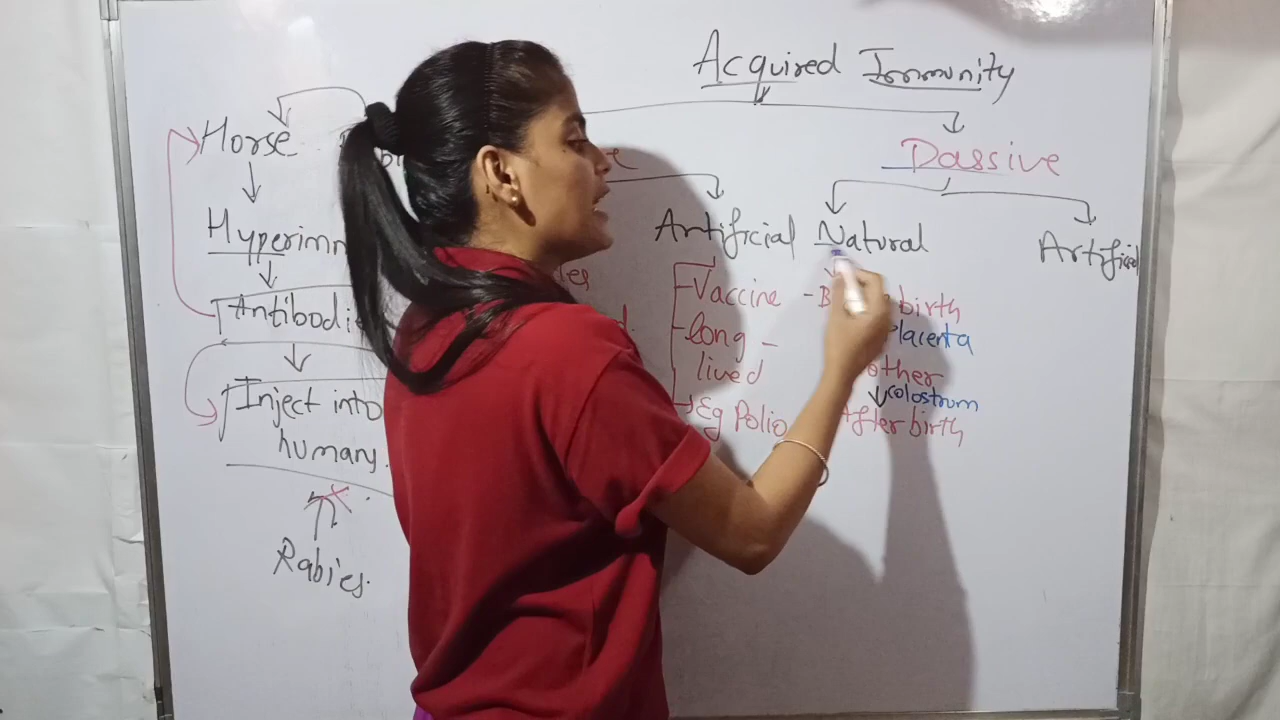 Acquired Immunity
Horse
Passive
Hyperimm
Artificial Natural
Artificial
Antibodie
Vaccine
- B birth
long -
placenta
lived
other
Inject into
colostrum
Eg Polio
After birth
humans.
Rabies.